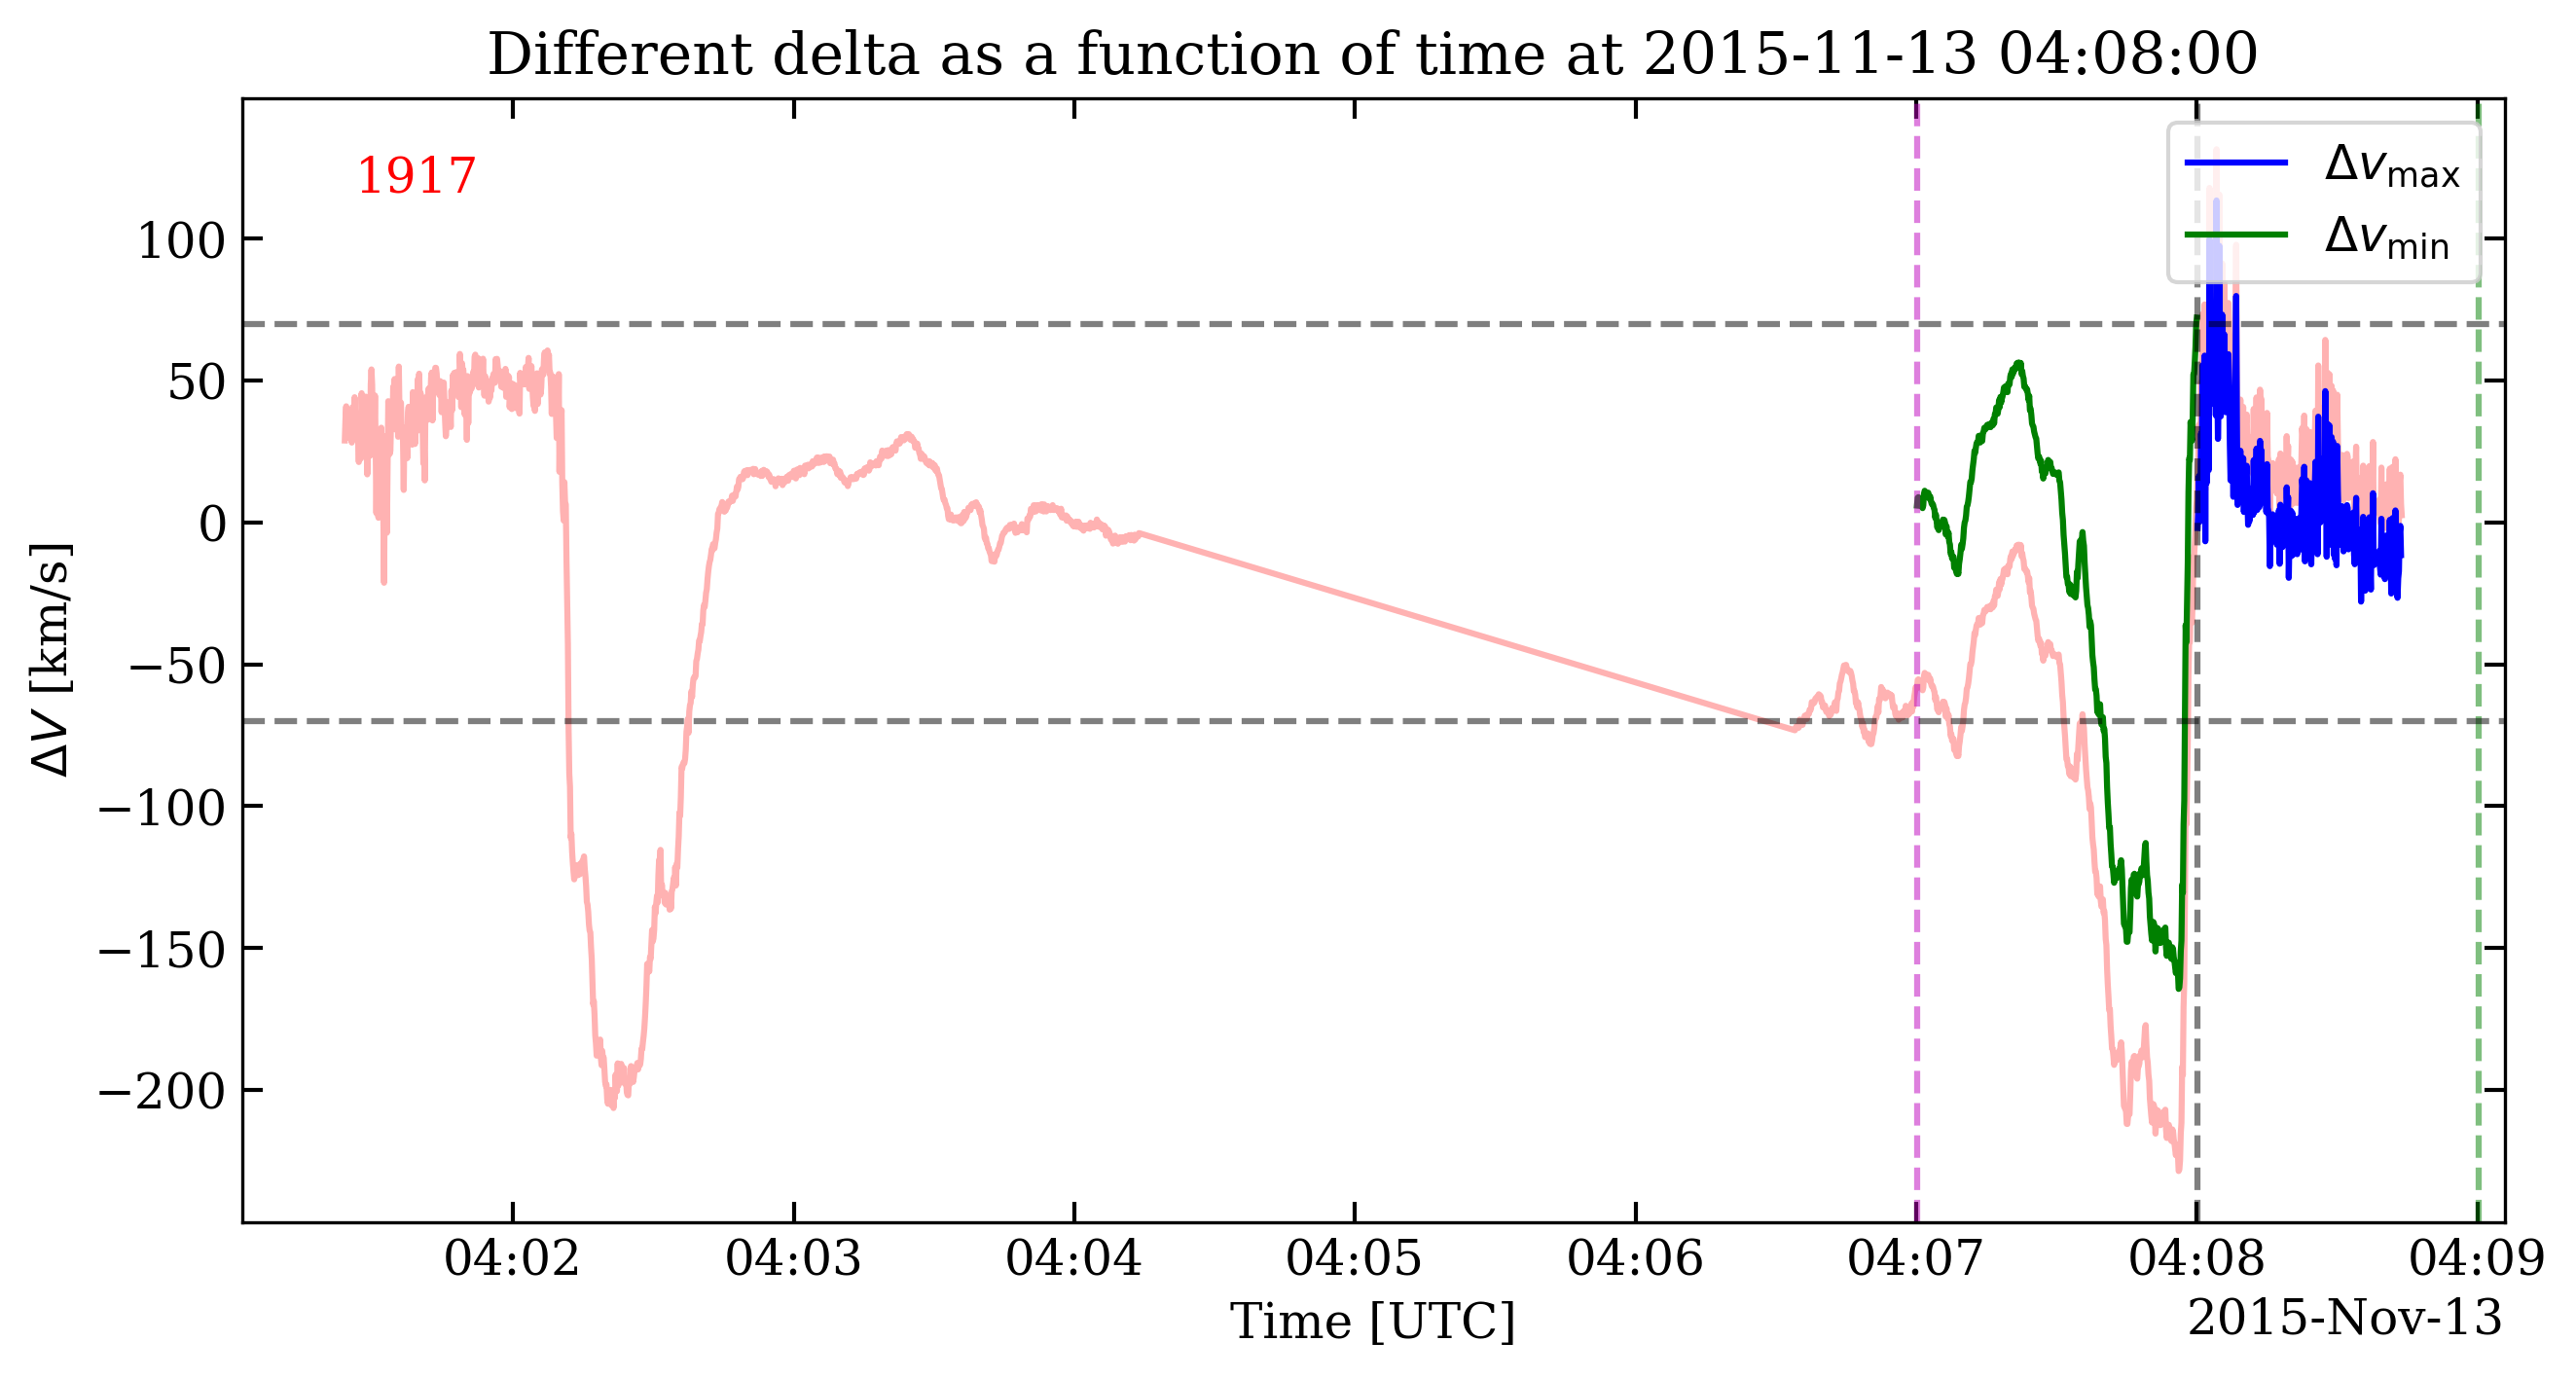 Different delta as a function of time at 2015-11-13 04:08:00
1917
Δv_max
Δv_min
100
50
0
−50
−100
−150
−200
ΔV [km/s]
04:02 04:03 04:04 04:05 04:06 04:07 04:08 04:09
Time [UTC]
2015-Nov-13